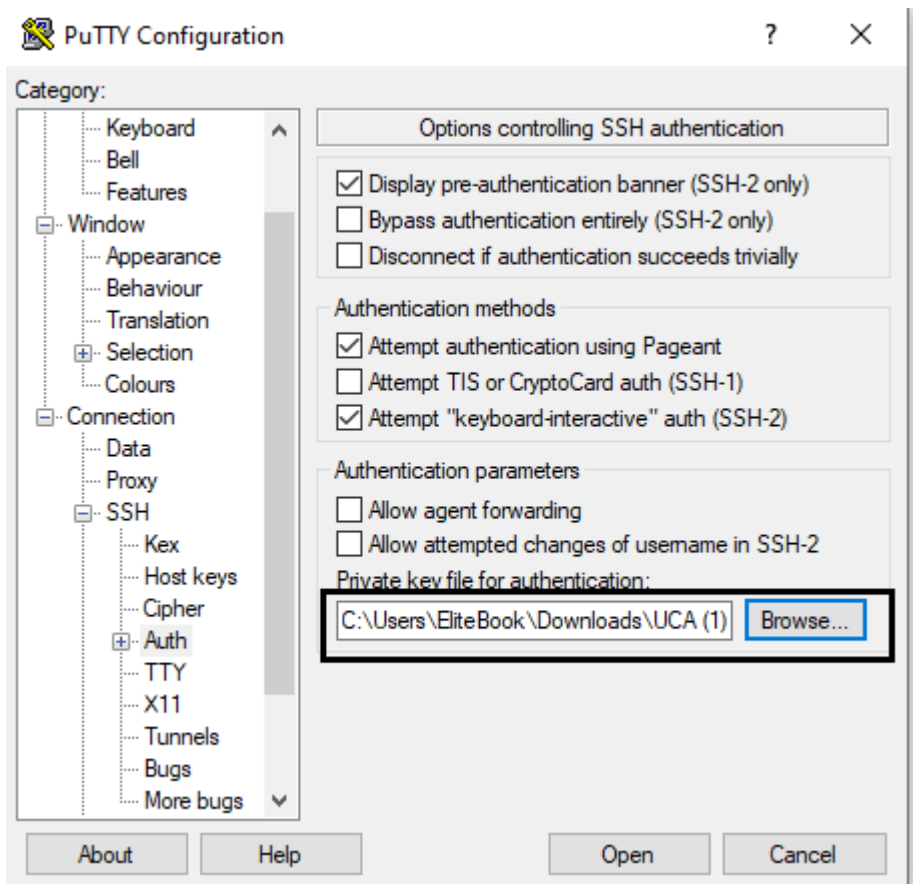 PuTTY Configuration
?
Category:
Keyboard
Bell
Features
Window
Appearance
Behaviour
Translation
Selection
Colours
Connection
Data
Proxy
SSH
Kex
Host keys
Cipher
Auth
TTY
X11
Tunnels
Bugs
More bugs
Options controlling SSH authentication
Display pre-authentication banner (SSH-2 only)
Bypass authentication entirely (SSH-2 only)
Disconnect if authentication succeeds trivially
Authentication methods
Attempt authentication using Pageant
Attempt TIS or CryptoCard auth (SSH-1)
Attempt "keyboard-interactive" auth (SSH-2)
Authentication parameters
Allow agent forwarding
Allow attempted changes of username in SSH-2
Private key file for authentication:
C:\Users\EliteBook\Downloads\UCA (1)
Browse...
About
Help
Open
Cancel